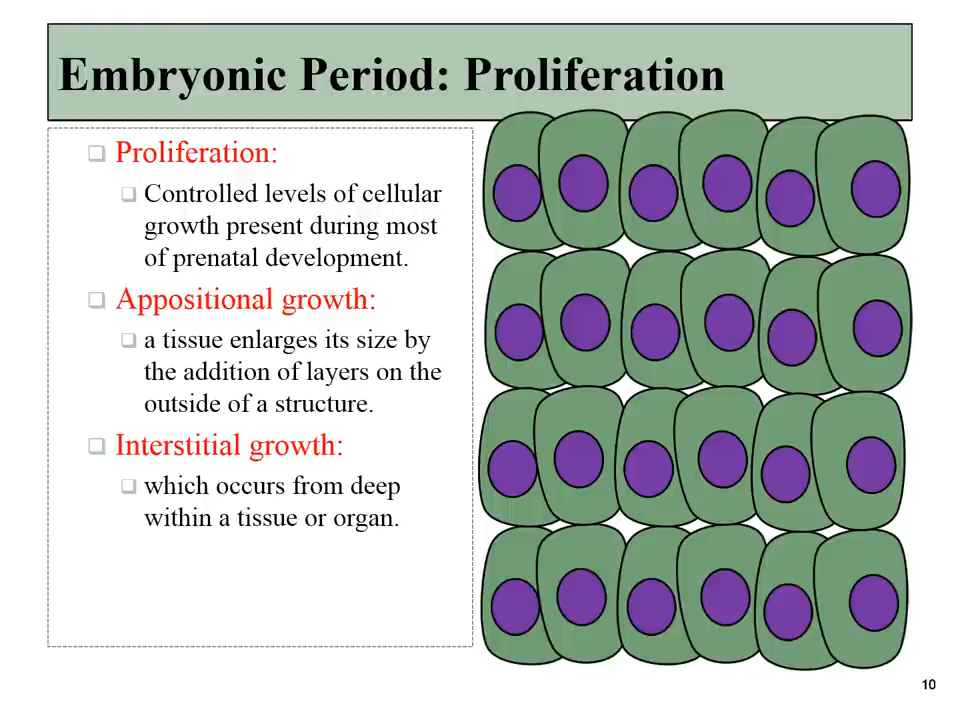 Embryonic Period: Proliferation
Proliferation:
Controlled levels of cellular
growth present during most
of prenatal development.
Appositional growth:
a tissue enlarges its size by
the addition of layers on the
outside of a structure.
Interstitial growth:
which occurs from deep
within a tissue or organ.
10